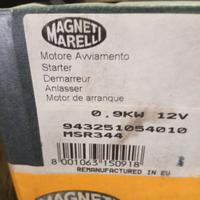 MAGNETI
MARELLI
Motore Avviamento
Starter
Demarreur
Anlasser
Motor de arranque
0,9KW 12V
943251054010
MSR344
8 001063 150918
REMANUFACTURED IN EU
MAGNETI